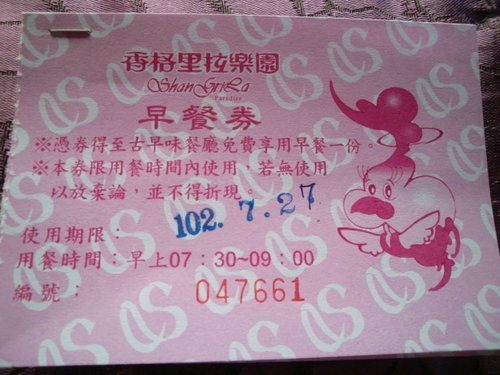 香格里拉樂園
ShanGriLa
Paradise
早餐券
※憑券得至古早味餐廳免費享用早餐一份。
※本券限用餐時間內使用，若無使用
以放棄論，並不得折現。
使用期限：102.7.27
用餐時間：早上07：30~09：00
編號：047661